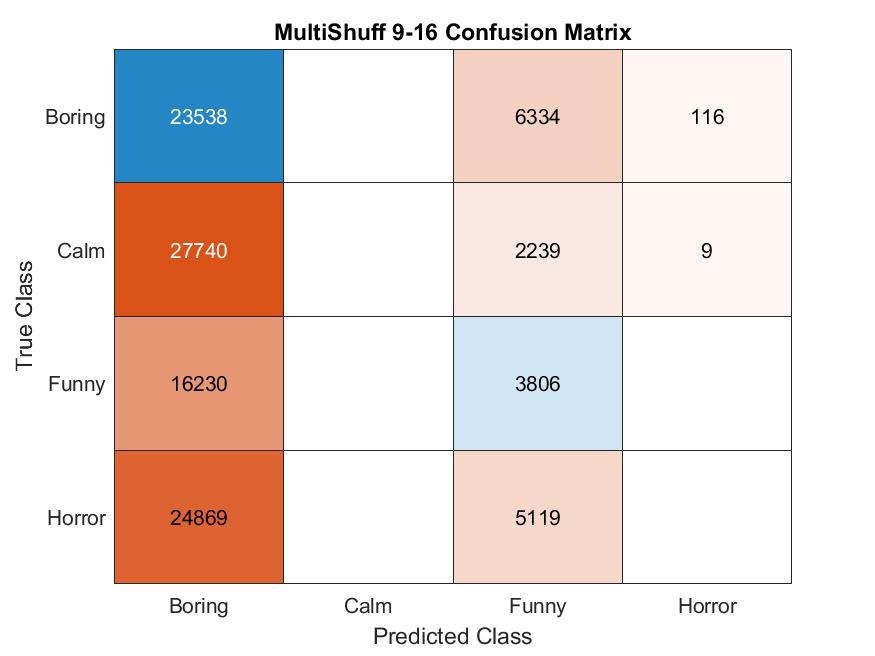 MultiShuff 9-16 Confusion Matrix
Boring 23538 6334 116
Calm 27740 2239 9
Funny 16230 3806
Horror 24869 5119
True Class
Boring Calm Funny Horror
Predicted Class